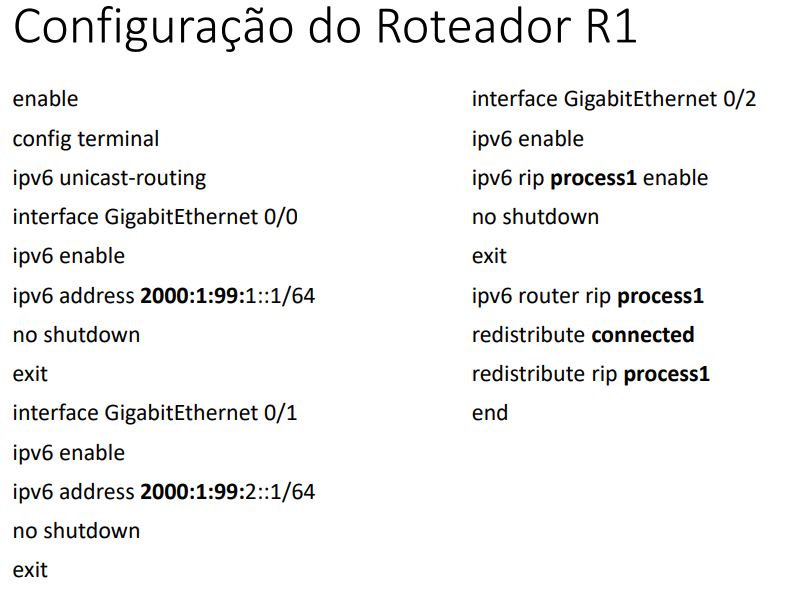 Configuração do Roteador R1
enable
config terminal
ipv6 unicast-routing
interface GigabitEthernet 0/0
ipv6 enable
ipv6 address 2000:1:99:1::1/64
no shutdown
exit
interface GigabitEthernet 0/1
ipv6 enable
ipv6 address 2000:1:99:2::1/64
no shutdown
exit
interface GigabitEthernet 0/2
ipv6 enable
ipv6 rip process1 enable
no shutdown
exit
ipv6 router rip process1
redistribute connected
redistribute rip process1
end